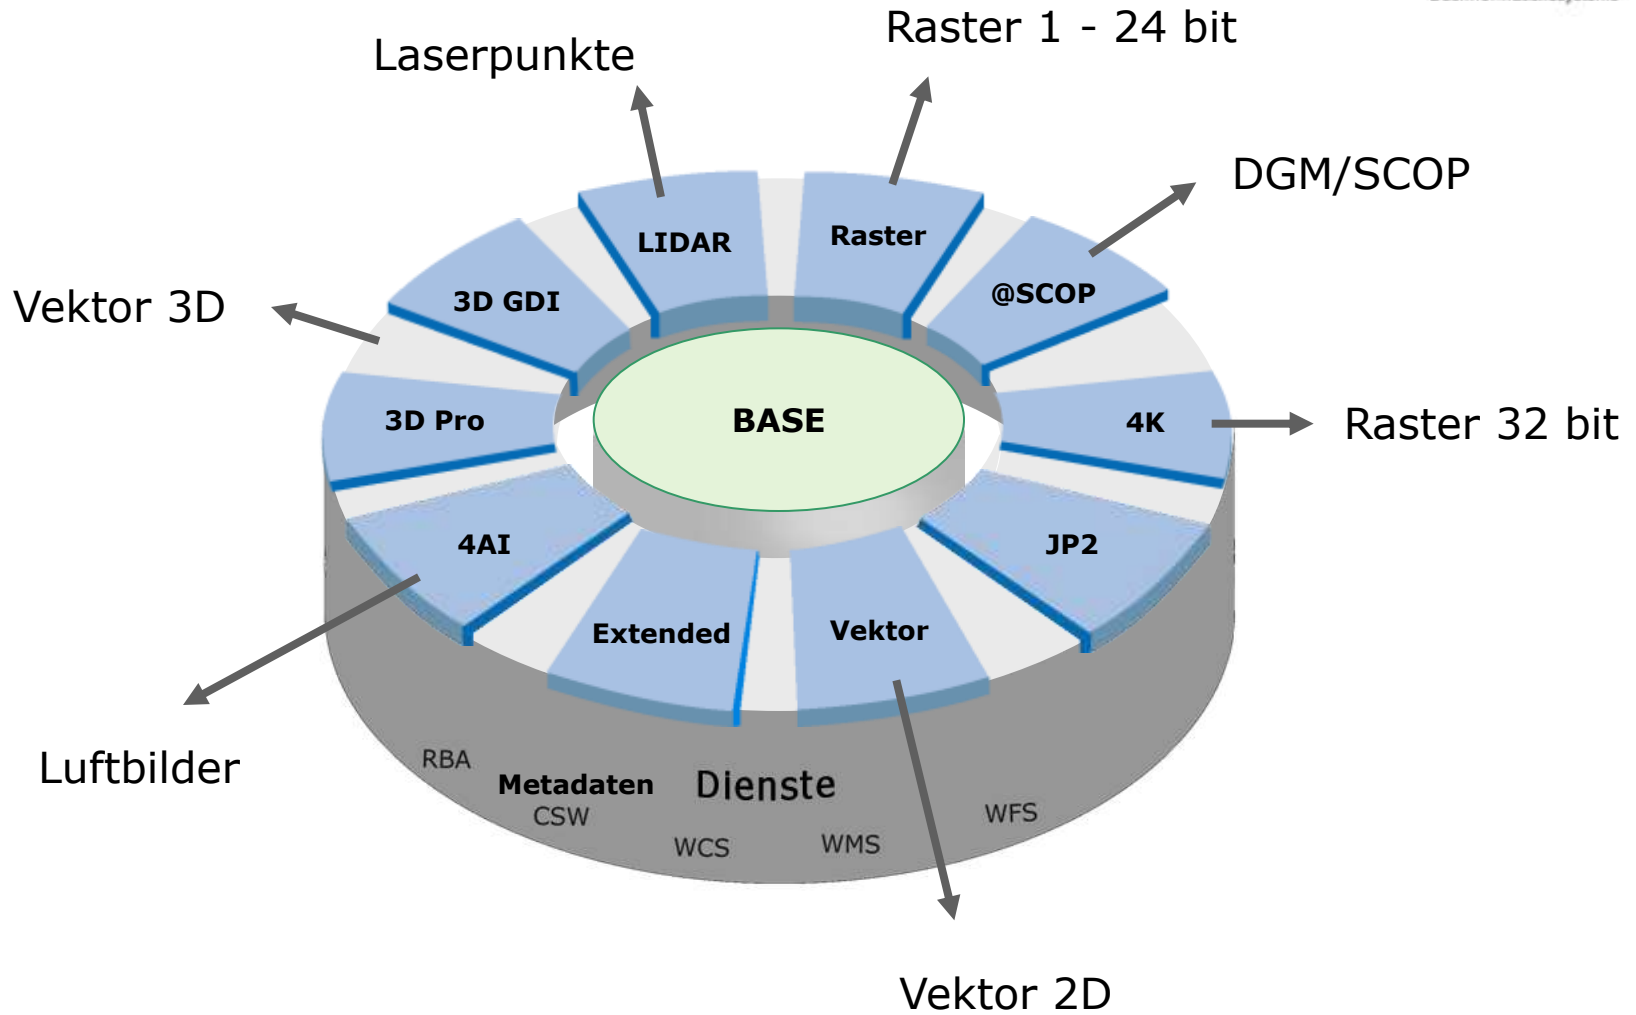 Raster 1 - 24 bit
Laserpunkte
DGM/SCOP
Raster
LIDAR
3D GDI
@SCOP
Vektor 3D
3D Pro
BASE
4K
Raster 32 bit
4AI
JP2
Extended
Vektor
Luftbilder
RBA
Metadaten
Dienste
CSW
WFS
WCS
WMS
Vektor 2D